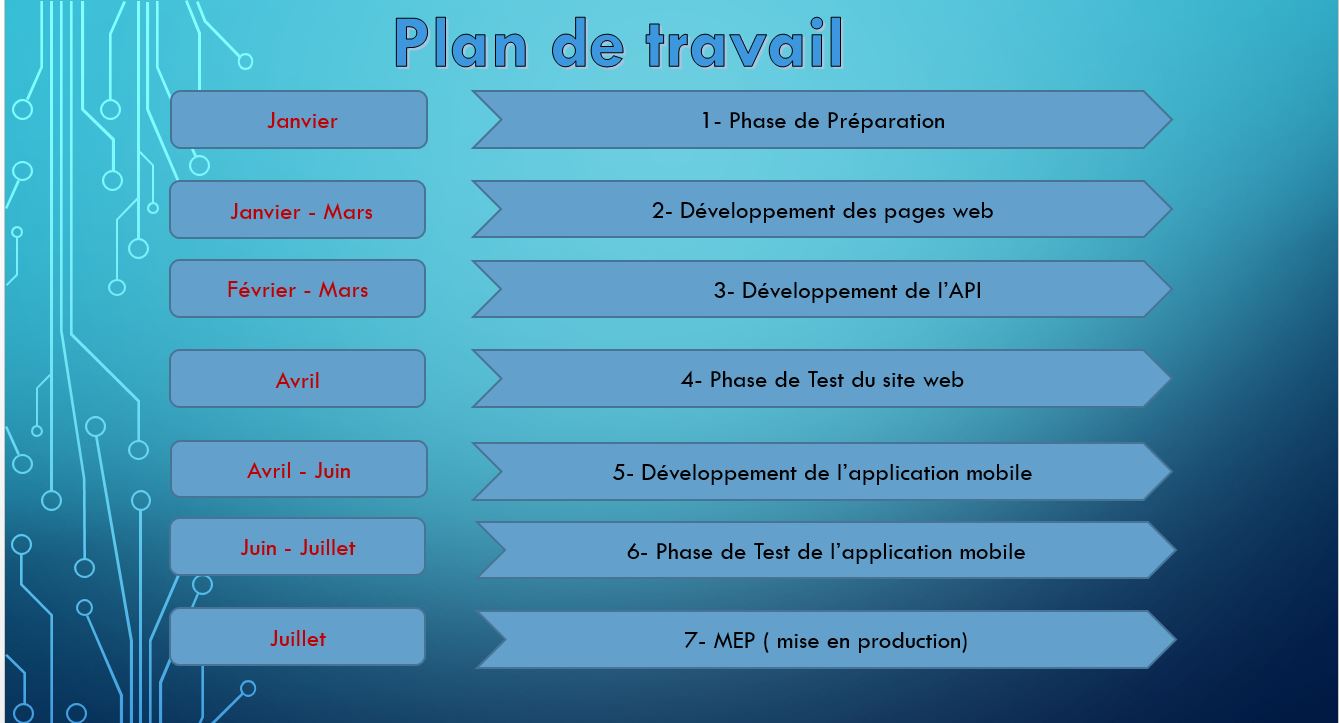 Plan de travail
Janvier
1- Phase de Préparation
Janvier - Mars
2- Développement des pages web
Février - Mars
3- Développement de l’API
Avril
4- Phase de Test du site web
Avril - Juin
5- Développement de l’application mobile
Juin - Juillet
6- Phase de Test de l’application mobile
Juillet
7- MEP ( mise en production)